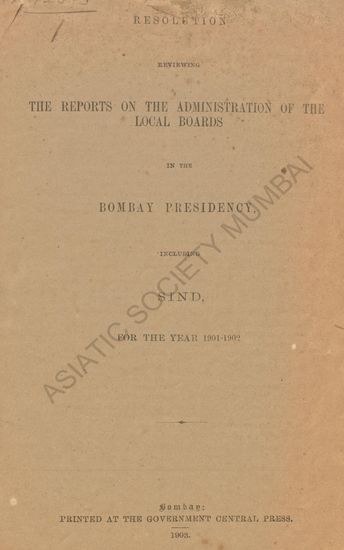 RESOLUTION
REVIEWING
THE REPORTS ON THE ADMINISTRATION OF THE
LOCAL BOARDS
IN THE
BOMBAY PRESIDENCY,
INCLUDING
SIND,
FOR THE YEAR 1901-1902
ASIATIC SOCIETY MUMBAI
Bombay:
PRINTED AT THE GOVERNMENT CENTRAL PRESS.
1903.